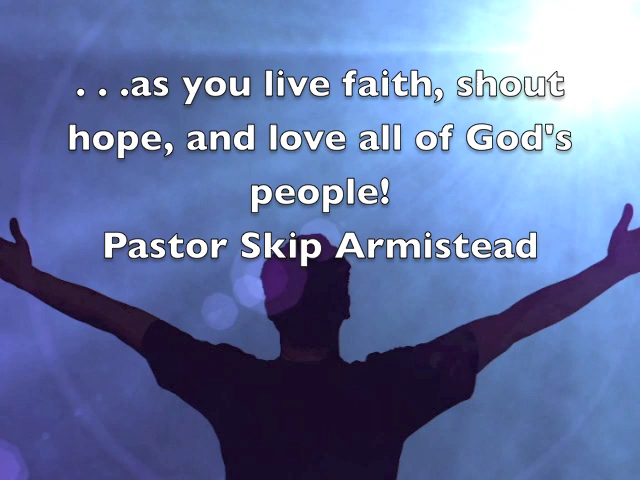 . . .as you live faith, shout
hope, and love all of God's
people!
Pastor Skip Armistead